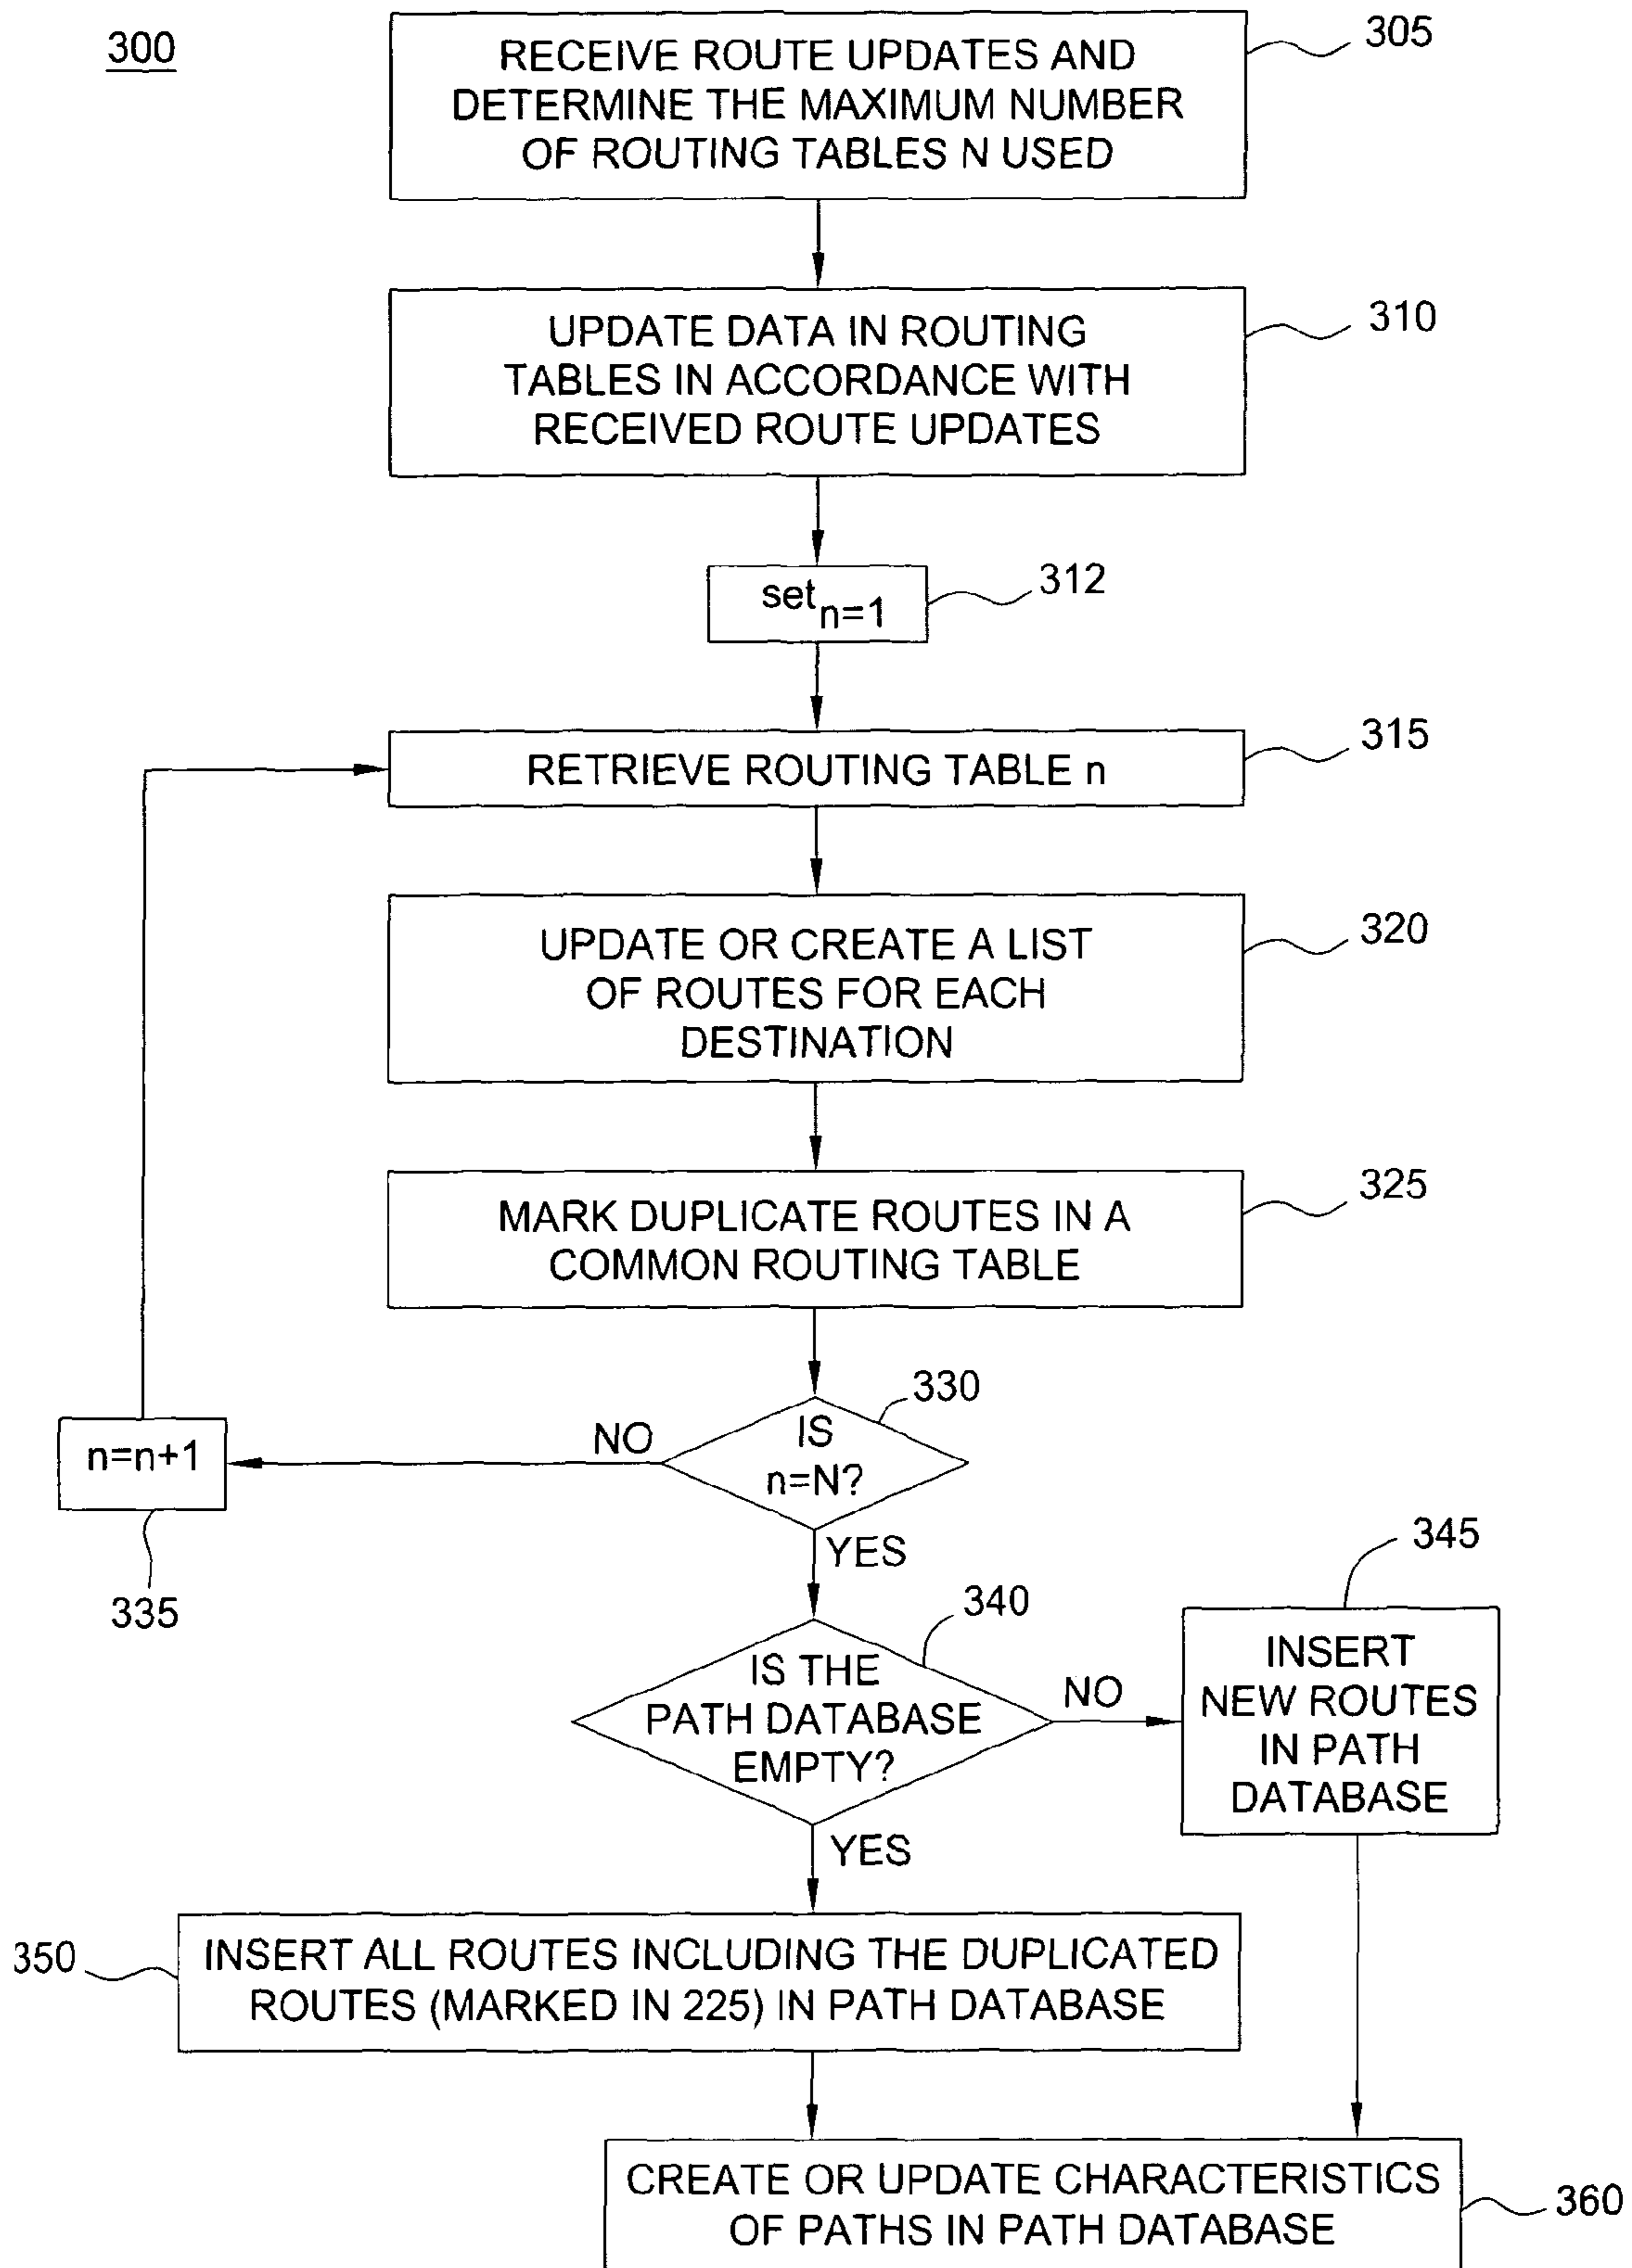 300
RECEIVE ROUTE UPDATES AND
DETERMINE THE MAXIMUM NUMBER
OF ROUTING TABLES N USED
305
UPDATE DATA IN ROUTING
TABLES IN ACCORDANCE WITH
RECEIVED ROUTE UPDATES
310
set n=1
312
RETRIEVE ROUTING TABLE n
315
UPDATE OR CREATE A LIST
OF ROUTES FOR EACH
DESTINATION
320
MARK DUPLICATE ROUTES IN A
COMMON ROUTING TABLE
325
IS
n=N?
330
NO
n=n+1
335
YES
IS THE
PATH DATABASE
EMPTY?
340
NO
INSERT
NEW ROUTES
IN PATH
DATABASE
345
YES
350
INSERT ALL ROUTES INCLUDING THE DUPLICATED
ROUTES (MARKED IN 225) IN PATH DATABASE
CREATE OR UPDATE CHARACTERISTICS
OF PATHS IN PATH DATABASE
360